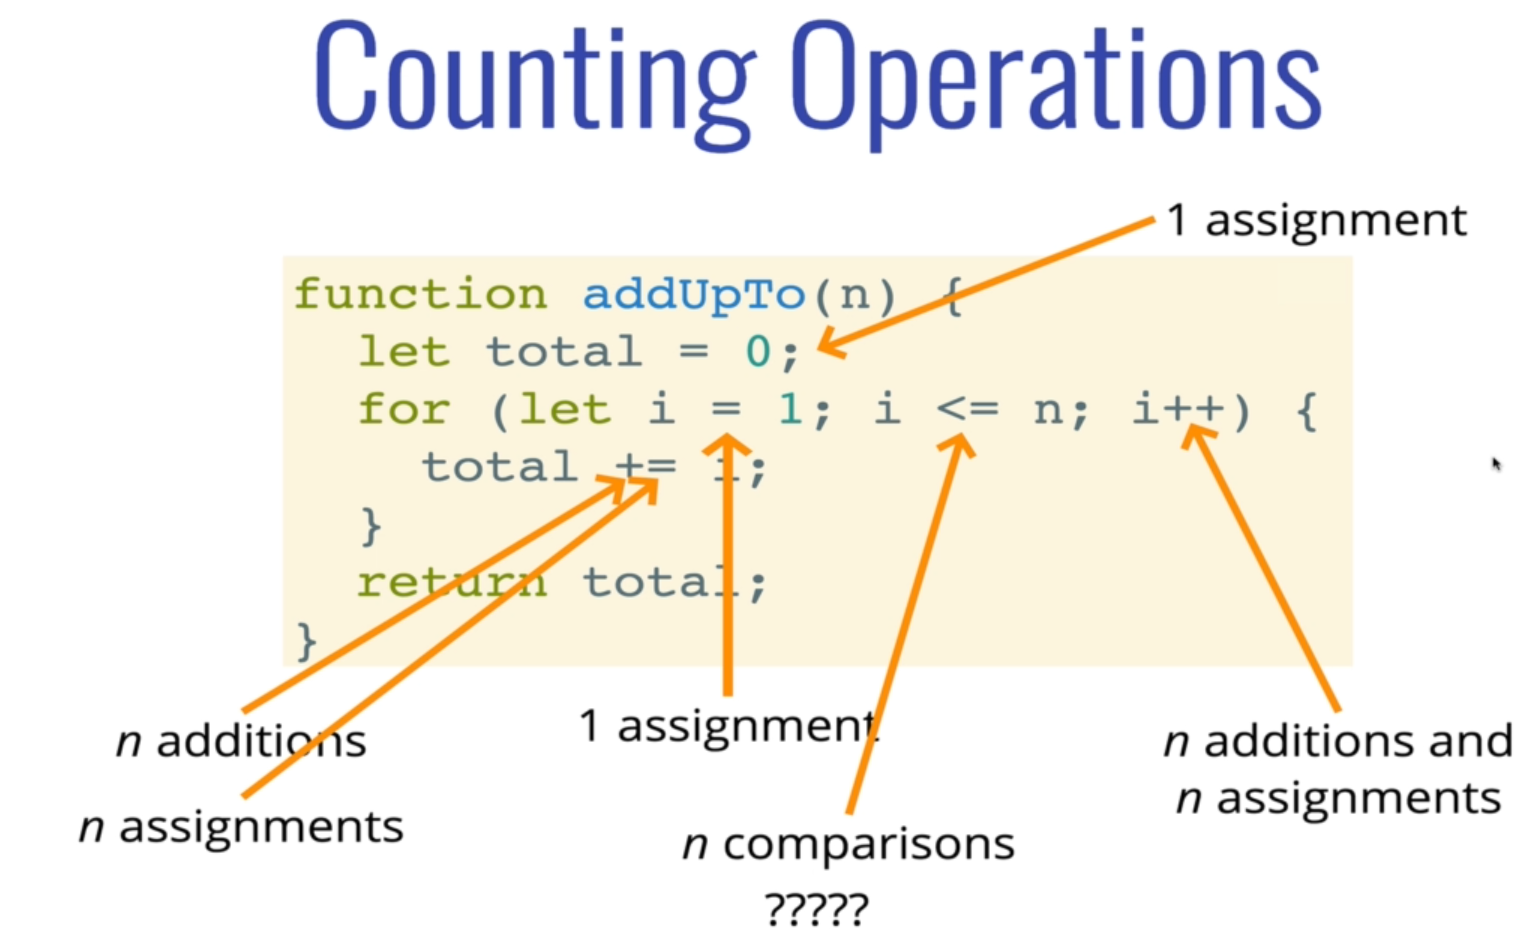 Counting Operations
1 assignment
function addUpTo(n) {
let total = 0;
for (let i = 1; i <= n; i++) {
total += i;
}
return total;
}
n additions
n assignments
1 assignment
n comparisons
?????
n additions and
n assignments